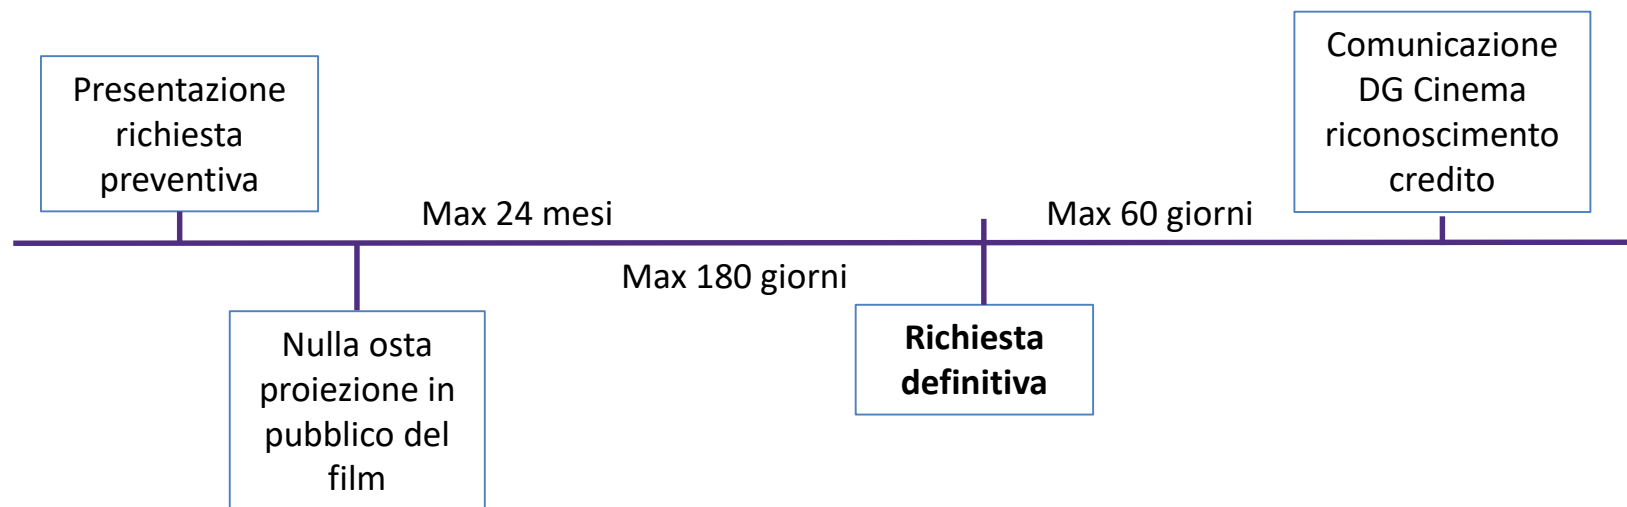 Presentazione
richiesta
preventiva
Max 24 mesi
Max 180 giorni
Nulla osta
proiezione in
pubblico del
film
Richiesta
definitiva
Max 60 giorni
Comunicazione
DG Cinema
riconoscimento
credito